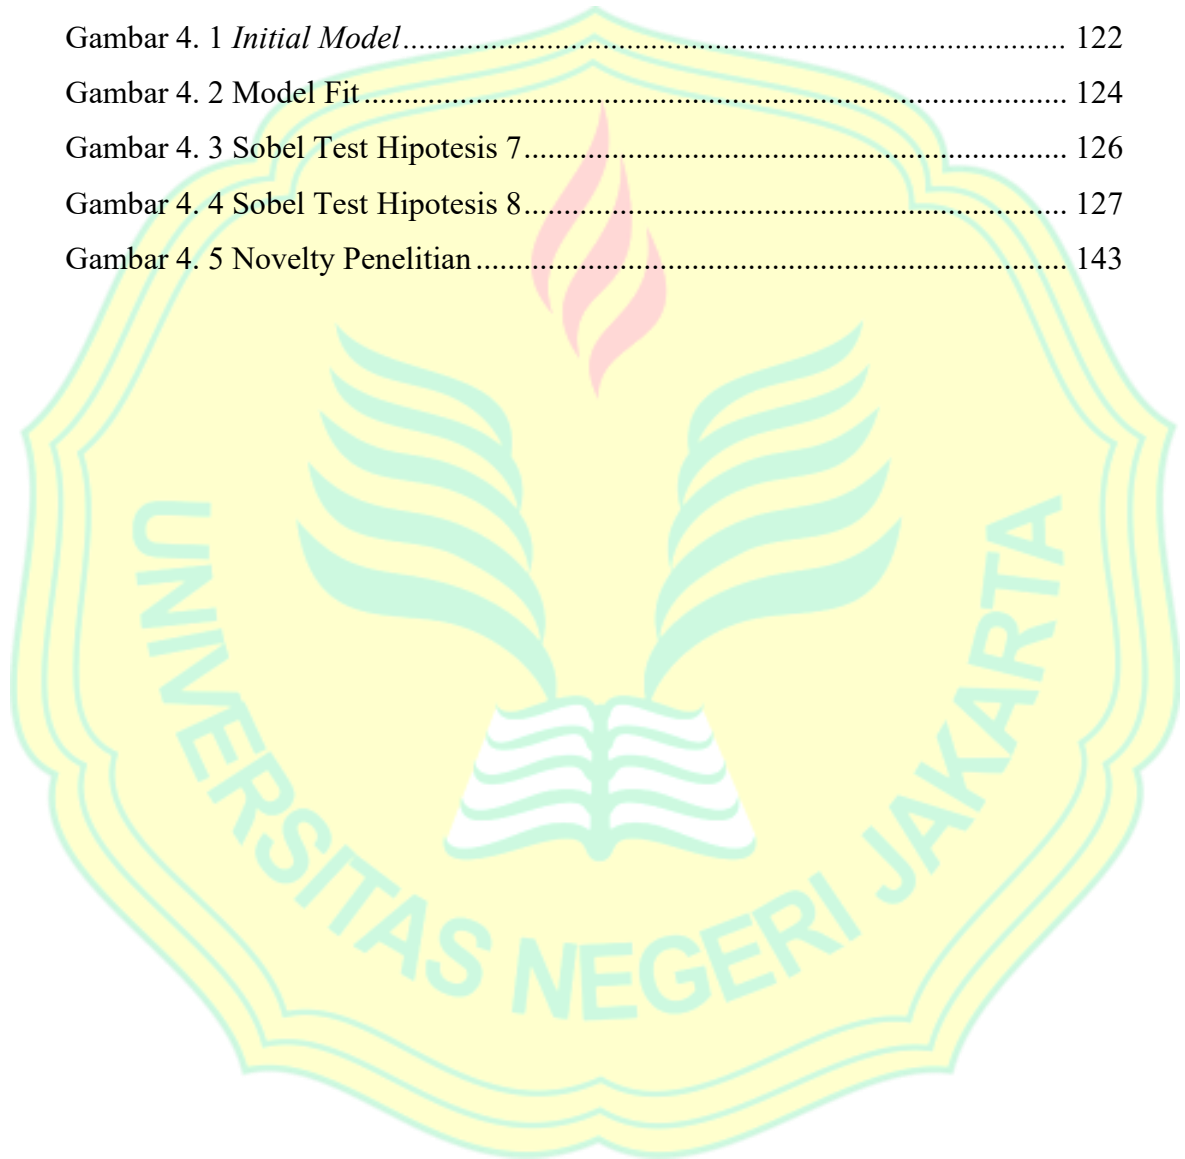 Gambar 4. 1 Initial Model........................................................................ 122
Gambar 4. 2 Model Fit........................................................................ 124
Gambar 4. 3 Sobel Test Hipotesis 7........................................................................ 126
Gambar 4. 4 Sobel Test Hipotesis 8........................................................................ 127
Gambar 4. 5 Novelty Penelitian........................................................................ 143
UNIVERSITAS NEGERI JAKARTA